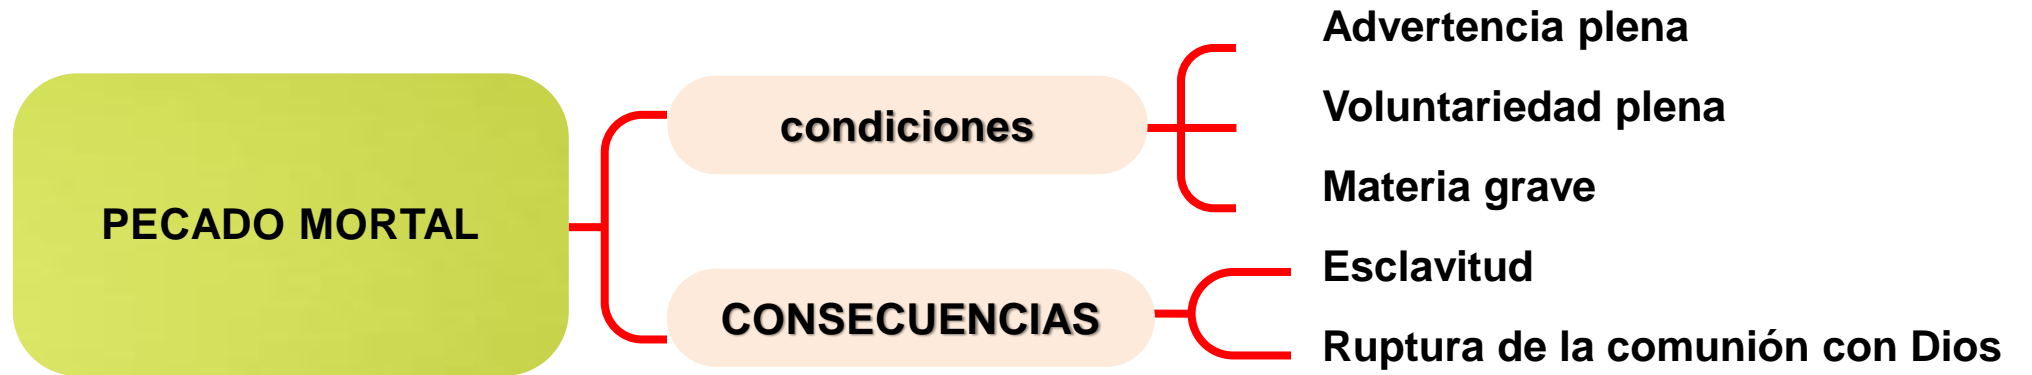 PECADO MORTAL
condiciones
Advertencia plena
Voluntariedad plena
Materia grave
CONSECUENCIAS
Esclavitud
Ruptura de la comunión con Dios